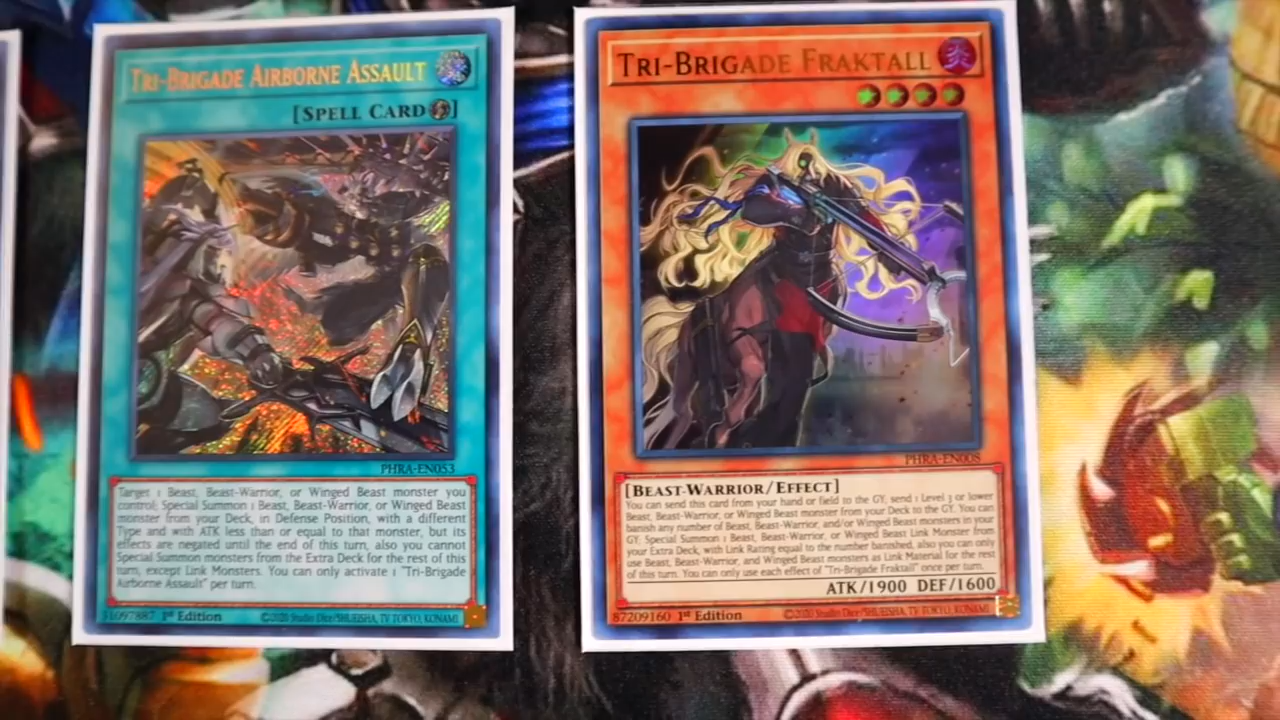 TRI-BRIGADE AIRBORNE ASSAULT
[SPELL CARD]
PHRA-EN053
Target 1 Beast, Beast-Warrior, or Winged Beast monster you
control; Special Summon 1 Beast, Beast-Warrior, or Winged Beast
monster from your Deck, in Defense Position, with a different
Type and with ATK less than or equal to that monster, but its
effects are negated until the end of this turn, also you cannot
Special Summon monsters from the Extra Deck for the rest of this
turn, except Link Monsters. You can only activate 1 "Tri-Brigade
Airborne Assault" per turn.
51097887 1st Edition ©2020 Studio Dice/SHUEISHA, TV TOKYO, KONAMI
TRI-BRIGADE FRAKTALL
炎
PHRA-EN008
[BEAST-WARRIOR/EFFECT]
You can send this card from your hand or field to the GY, send 1 Level 3 or lower
Beast, Beast-Warrior, or Winged Beast monster from your Deck to the GY. You can
banish any number of Beast, Beast-Warrior, and/or Winged Beast monsters in your
GY; Special Summon 1 Beast, Beast-Warrior, or Winged Beast Link Monster from
your Extra Deck, with Link Rating equal to the number banished, also you can only
use Beast, Beast-Warrior, and Winged Beast monsters as Link Material for the rest
of this turn. You can only use each effect of "Tri-Brigade Fraktall" once per turn.
ATK/1900 DEF/1600
87209160 1st Edition ©2020 Studio Dice/SHUEISHA, TV TOKYO, KONAMI